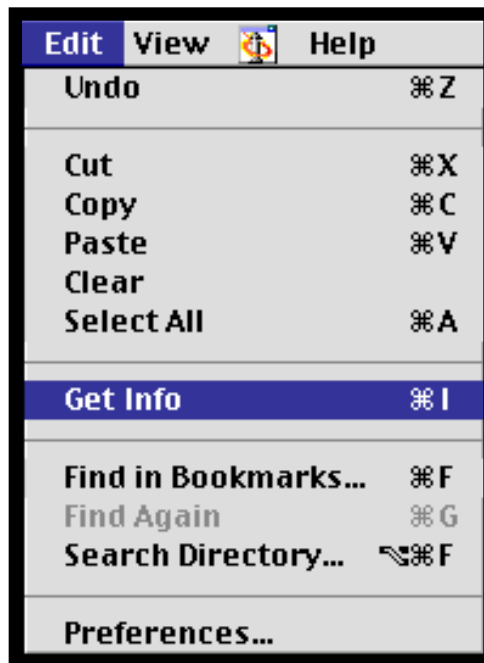 Edit View Help
Undo ⌘Z
Cut ⌘X
Copy ⌘C
Paste ⌘V
Clear
Select All ⌘A
Get Info ⌘I
Find in Bookmarks... ⌘F
Find Again ⌘G
Search Directory... ⌥⌘F
Preferences...